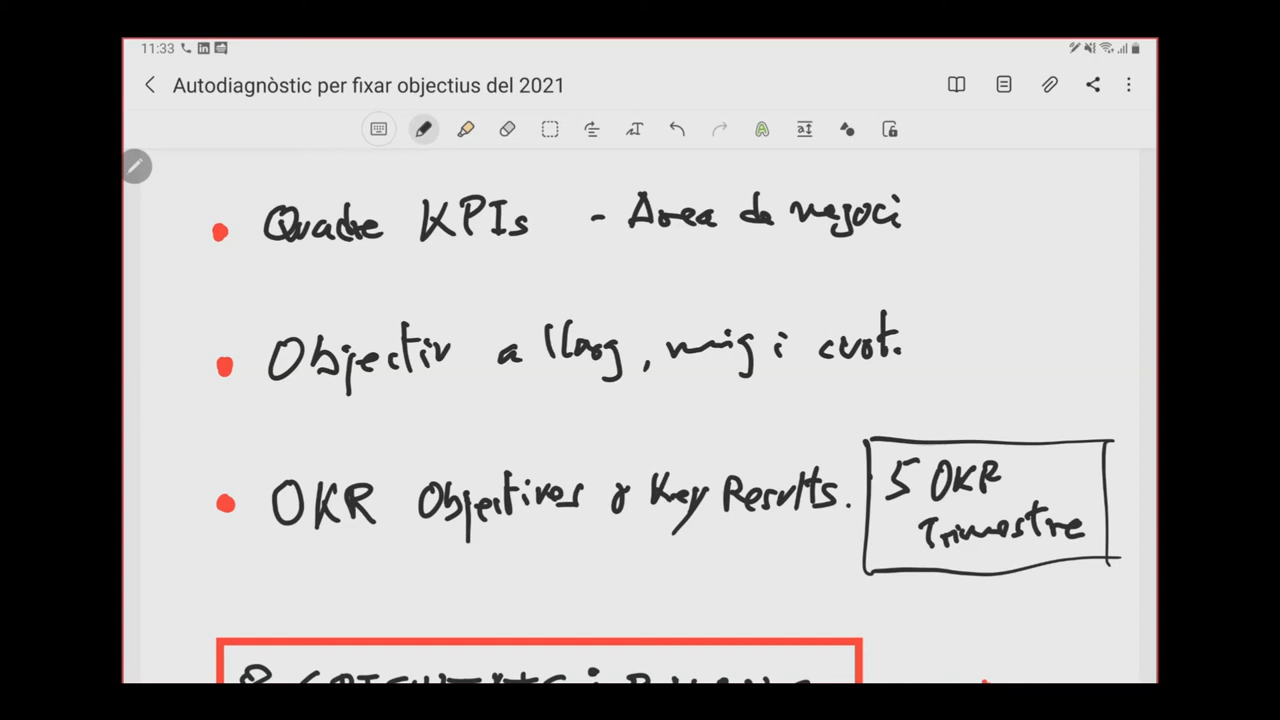 11:33
Autodiagnòstic per fixar objectius del 2021
Quadre KPIs - Àrea de negoci
Objectiv a llarg, mig i curt.
OKR Objectives & Key Results.
5 OKR
Trimestre